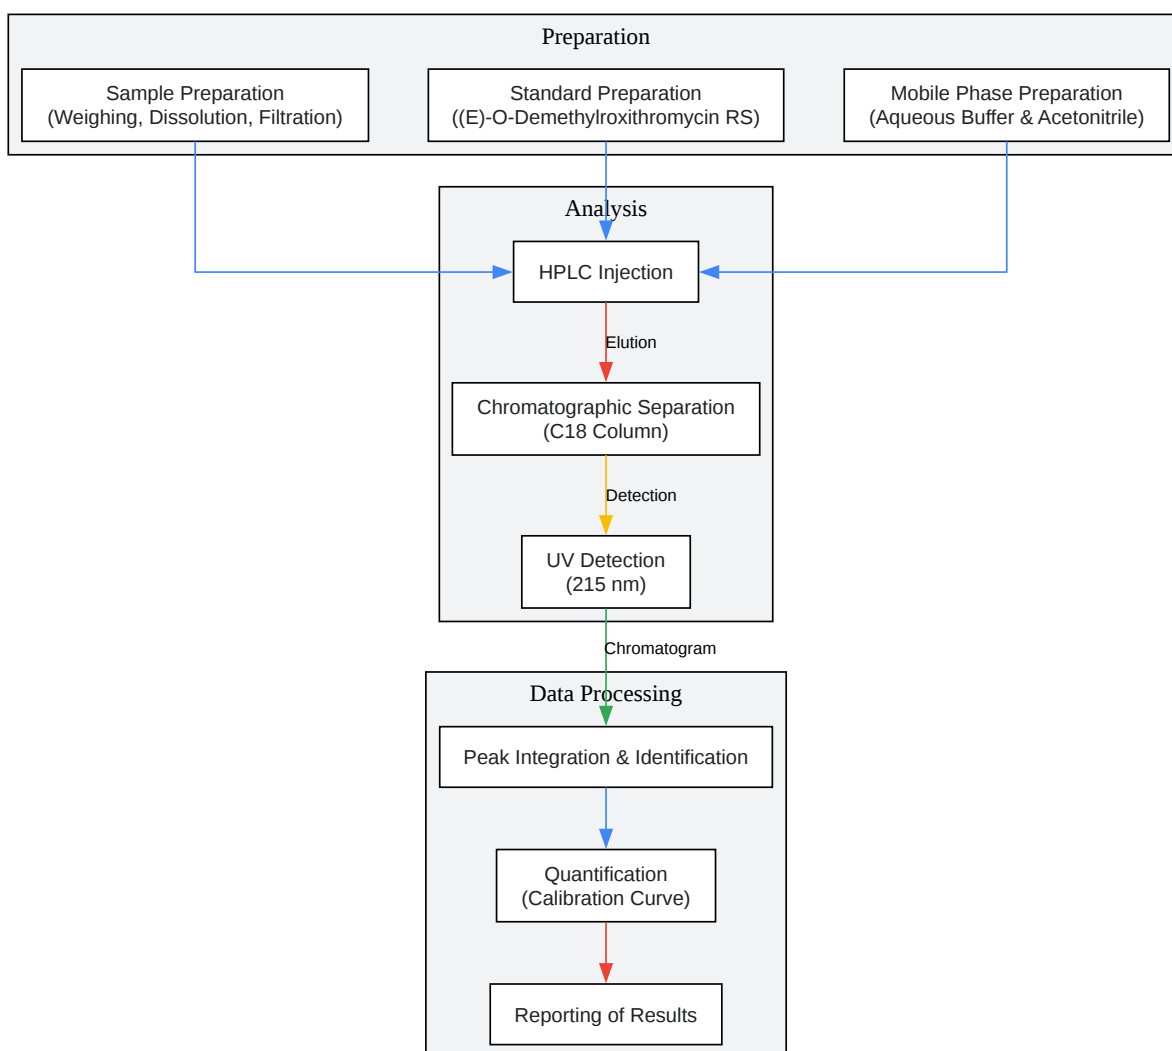 Preparation
Sample Preparation
(Weighing, Dissolution, Filtration)
Standard Preparation
((E)-O-Demethylroxithromycin RS)
Mobile Phase Preparation
(Aqueous Buffer & Acetonitrile)
Analysis
HPLC Injection
Elution
Chromatographic Separation
(C18 Column)
Detection
UV Detection
(215 nm)
Chromatogram
Data Processing
Peak Integration & Identification
Quantification
(Calibration Curve)
Reporting of Results